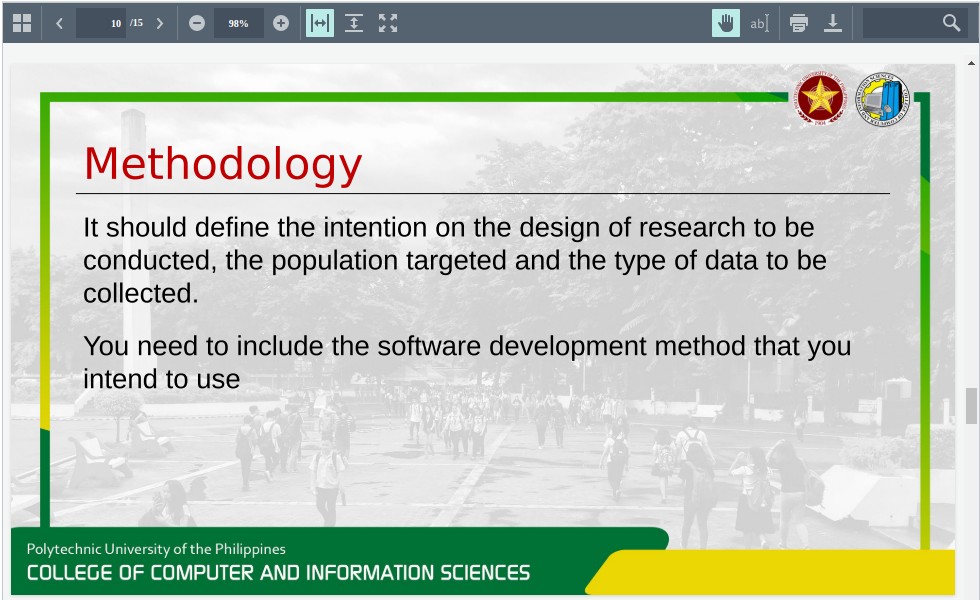 10 /15
98%
ab
Methodology
It should define the intention on the design of research to be
conducted, the population targeted and the type of data to be
collected.
You need to include the software development method that you
intend to use
Polytechnic University of the Philippines
COLLEGE OF COMPUTER AND INFORMATION SCIENCES